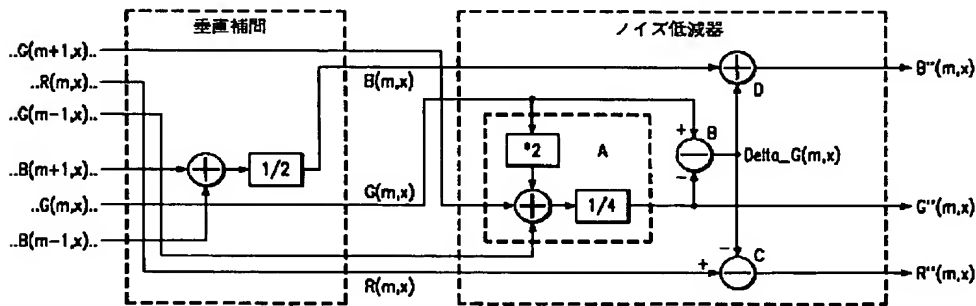 垂直補間
ノイズ低減器
..G(m+1,x)..
..R(m,x)..
..G(m-1,x)..
..B(m+1,x)..
..G(m,x)..
..B(m-1,x)..
1/2
B(m,x)
G(m,x)
R(m,x)
*2
A
1/4
+
B
-
D
Delta_G(m,x)
-
+
C
B''(m,x)
G''(m,x)
R''(m,x)